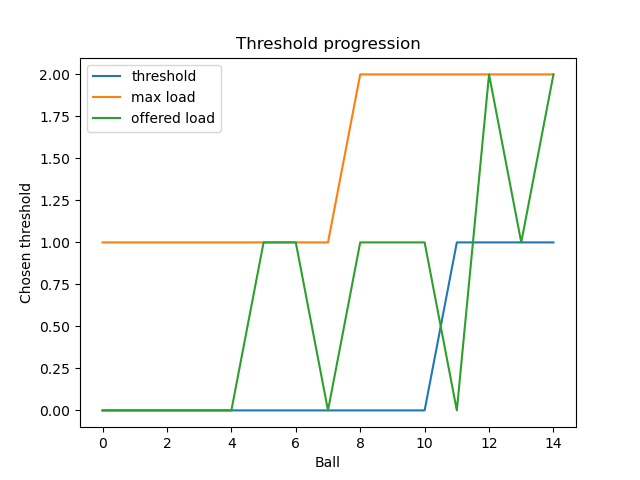 Threshold progression
threshold
max load
offered load
Chosen threshold
2.00
1.75
1.50
1.25
1.00
0.75
0.50
0.25
0.00
0 2 4 6 8 10 12 14
Ball